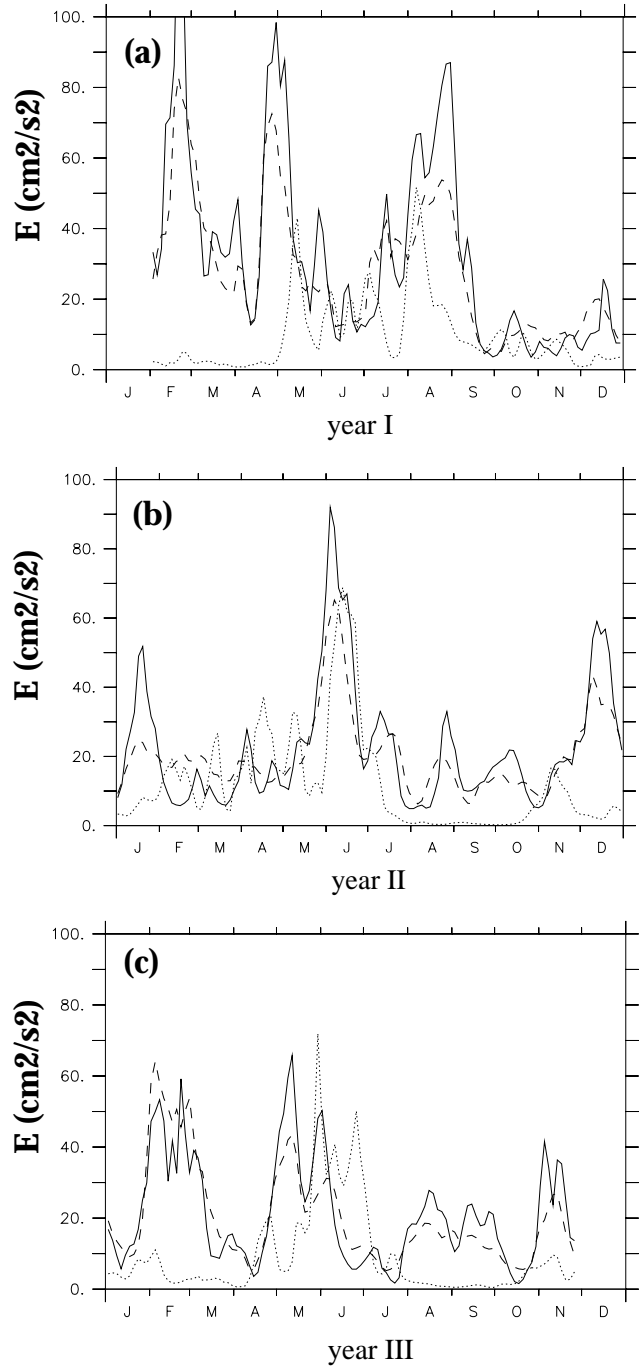 (a)
E (cm2/s2)
100.
80.
60.
40.
20.
0.
J F M A M J J A S O N D
year I
(b)
E (cm2/s2)
100.
80.
60.
40.
20.
0.
J F M A M J J A S O N D
year II
(c)
E (cm2/s2)
100.
80.
60.
40.
20.
0.
J F M A M J J A S O N D
year III